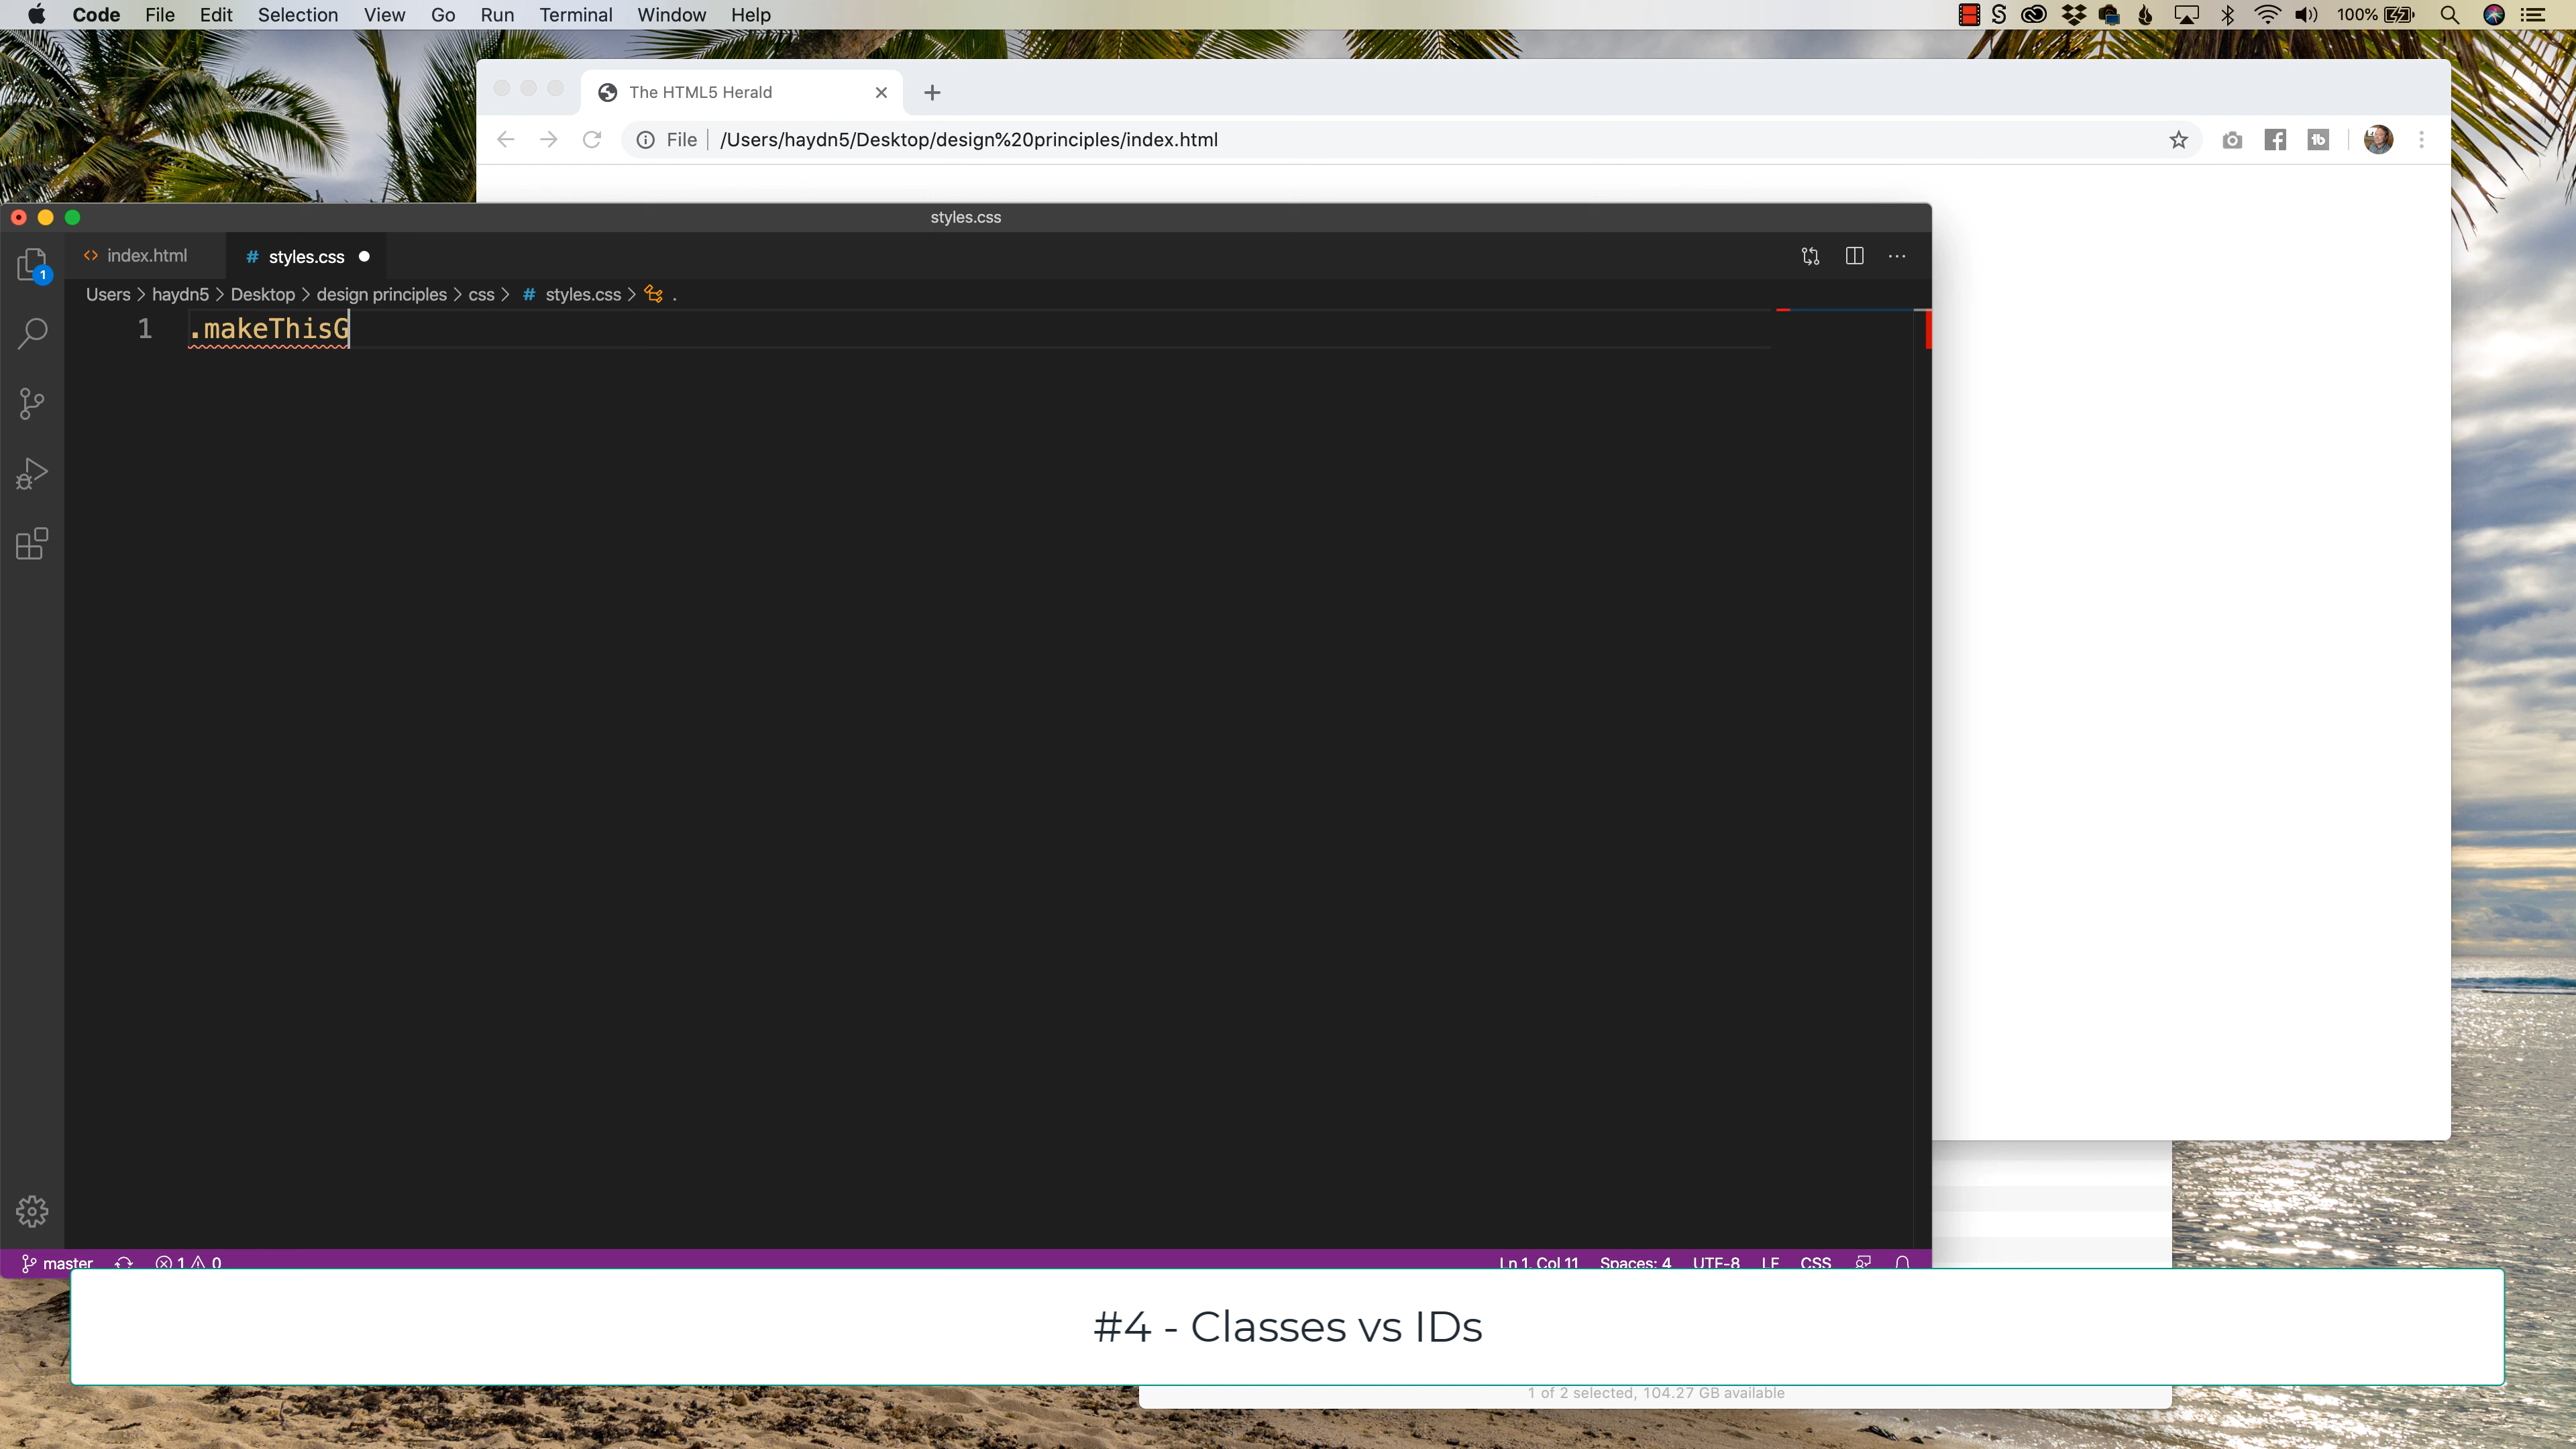 Code File Edit Selection View Go Run Terminal Window Help 100%
The HTML5 Herald
File /Users/haydn5/Desktop/design%20principles/index.html
styles.css
index.html # styles.css
1
Users > haydn5 > Desktop > design principles > css > # styles.css > .
1 .makeThisG
master 1 0 Ln 1, Col 11 Spaces: 4 UTF-8 LF CSS
#4 - Classes vs IDs
1 of 2 selected, 104.27 GB available